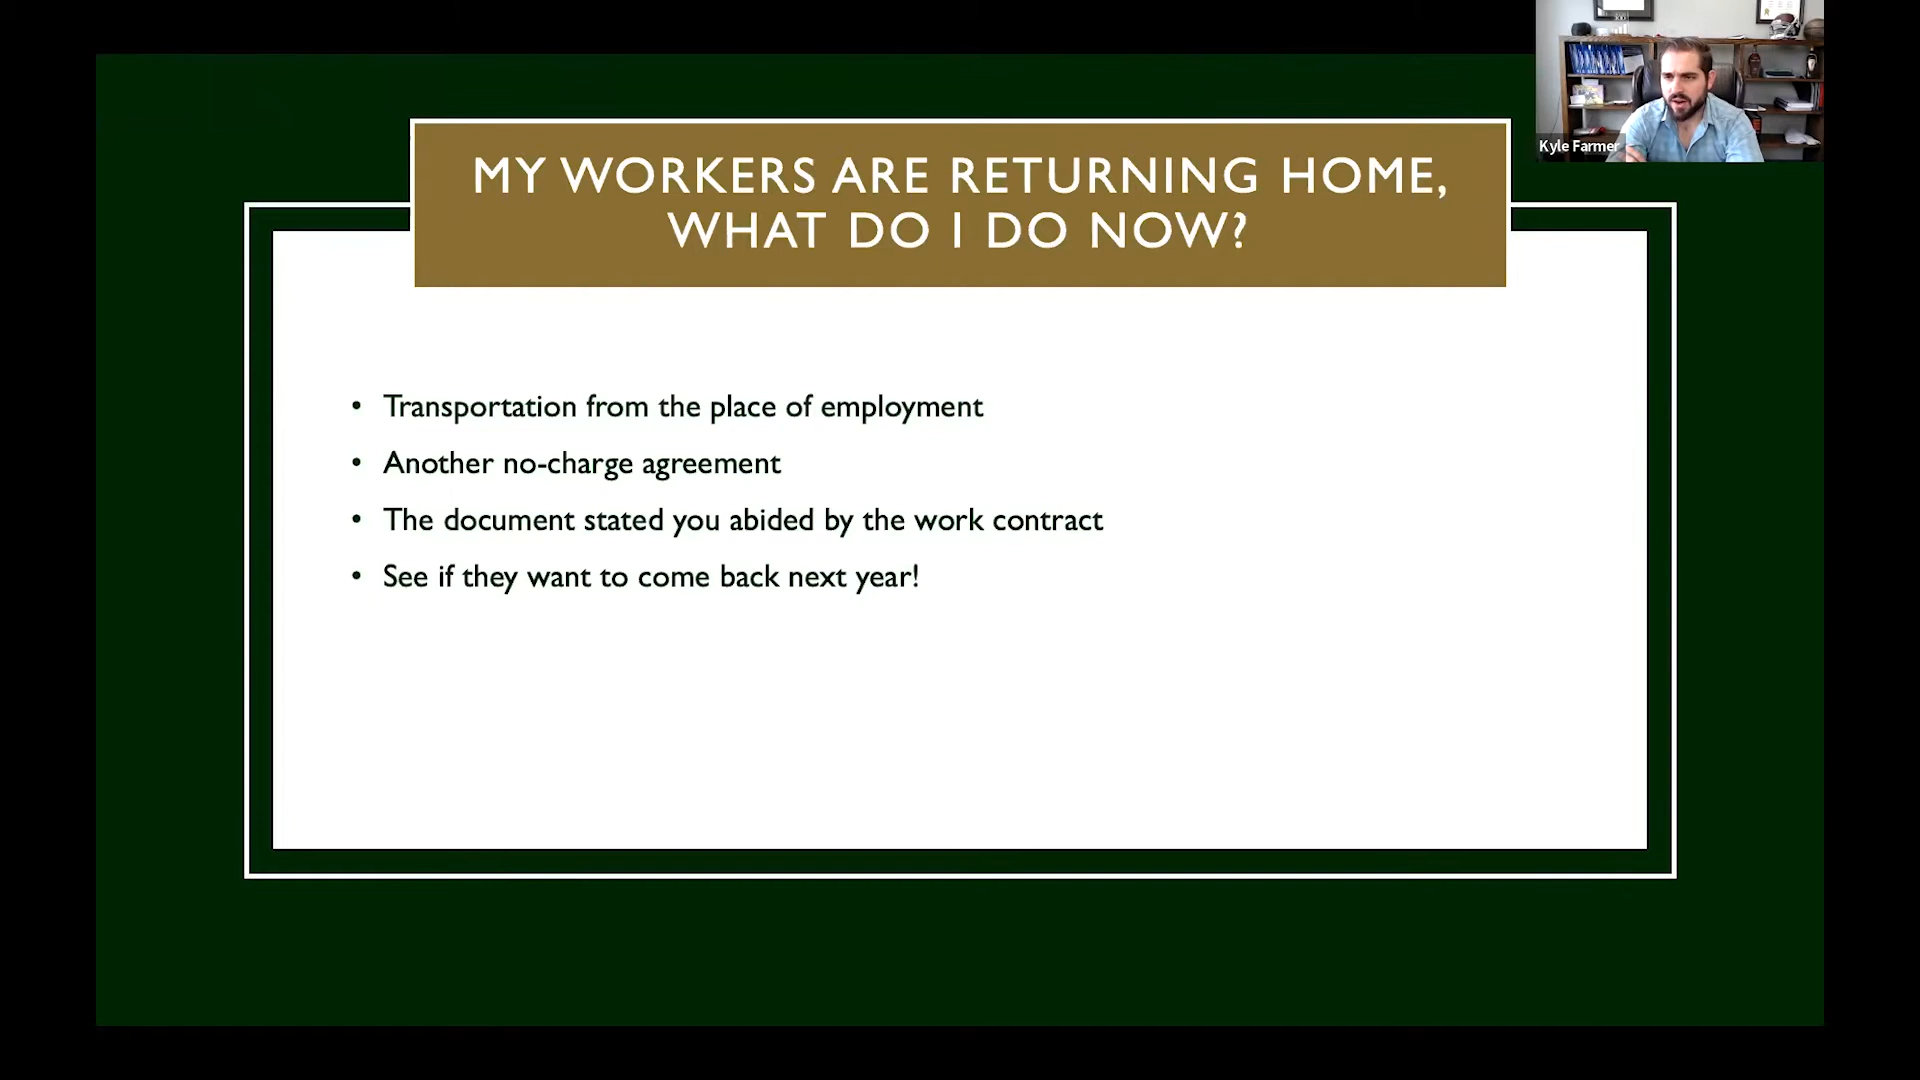 MY WORKERS ARE RETURNING HOME,
WHAT DO I DO NOW?
Kyle Farmer
• Transportation from the place of employment
• Another no-charge agreement
• The document stated you abided by the work contract
• See if they want to come back next year!